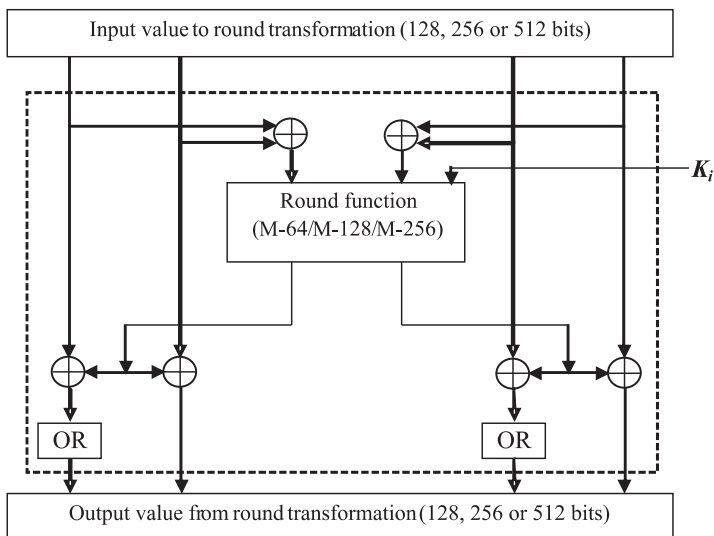 Input value to round transformation (128, 256 or 512 bits)
K_i
Round function
(M-64/M-128/M-256)
OR
OR
Output value from round transformation (128, 256 or 512 bits)